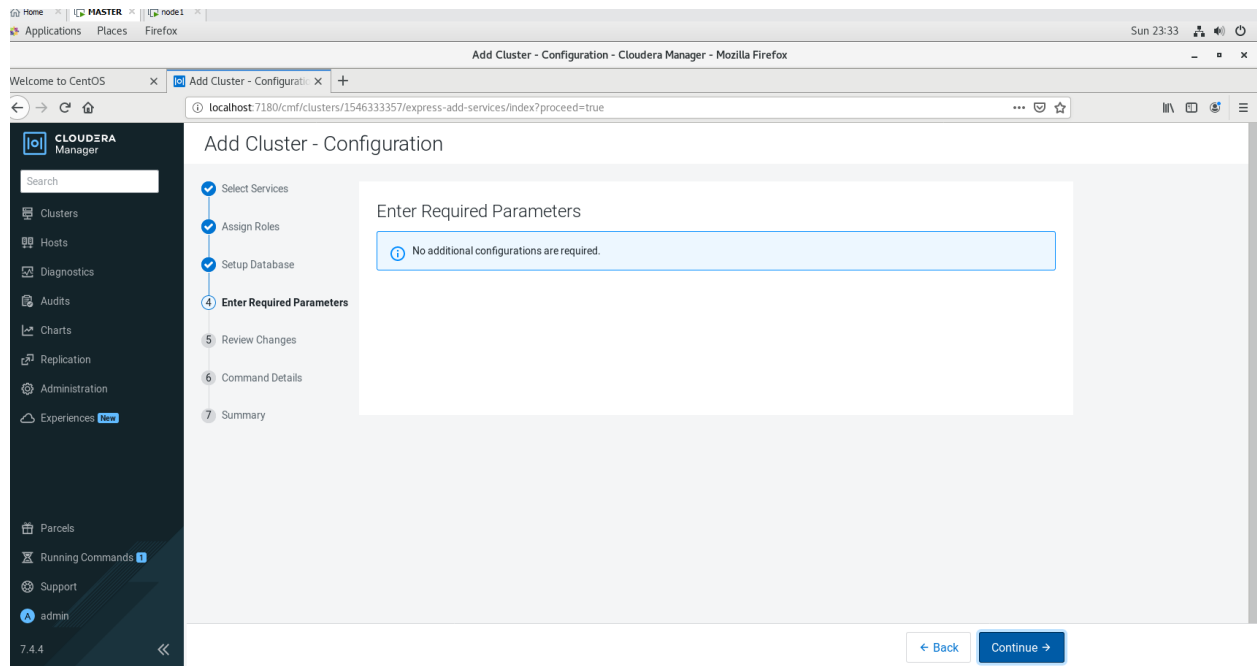 Home × MASTER × node1 ×
Applications Places Firefox Sun 23:33
Add Cluster - Configuration - Cloudera Manager - Mozilla Firefox
Welcome to CentOS × Add Cluster - Configuratio × +
localhost:7180/cmf/clusters/1546333357/express-add-services/index?proceed=true
CLOUDERA
Manager
Search
Clusters
Hosts
Diagnostics
Audits
Charts
Replication
Administration
Experiences New
Parcels
Running Commands 1
Support
A admin
7.4.4
Add Cluster - Configuration
Select Services
Assign Roles
Setup Database
4 Enter Required Parameters
5 Review Changes
6 Command Details
7 Summary
Enter Required Parameters
No additional configurations are required.
← Back Continue →